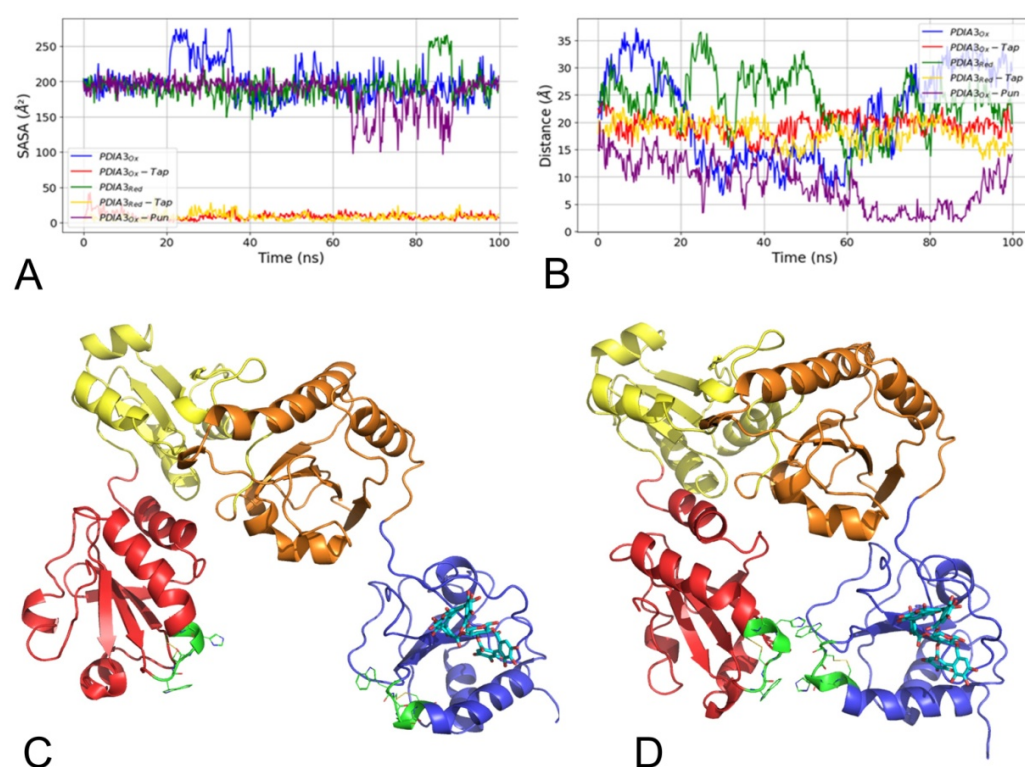 250
200
150
100
50
0
SASA (Å²)
PDIA3Ox
PDIA3Ox − Tap
PDIA3Red
PDIA3Red − Tap
PDIA3Ox − Pun
0 20 40 60 80 100
Time (ns)
A
35
30
25
20
15
10
5
0
Distance (Å)
PDIA3Ox
PDIA3Ox − Tap
PDIA3Red
PDIA3Red − Tap
PDIA3Ox − Pun
0 20 40 60 80 100
Time (ns)
B
C
D